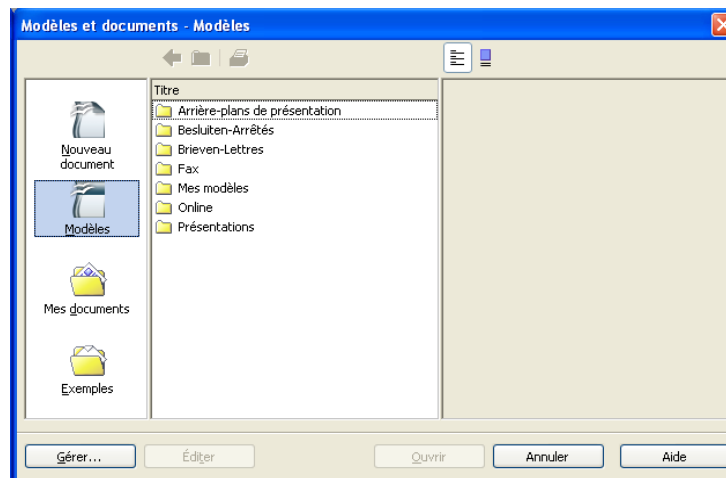 Modèles et documents - Modèles
Nouveau
document
Modèles
Mes documents
Exemples
Titre
Arrière-plans de présentation
Besluiten-Arrêtés
Brieven-Lettres
Fax
Mes modèles
Online
Présentations
Gérer...
Éditer
Ouvrir
Annuler
Aide